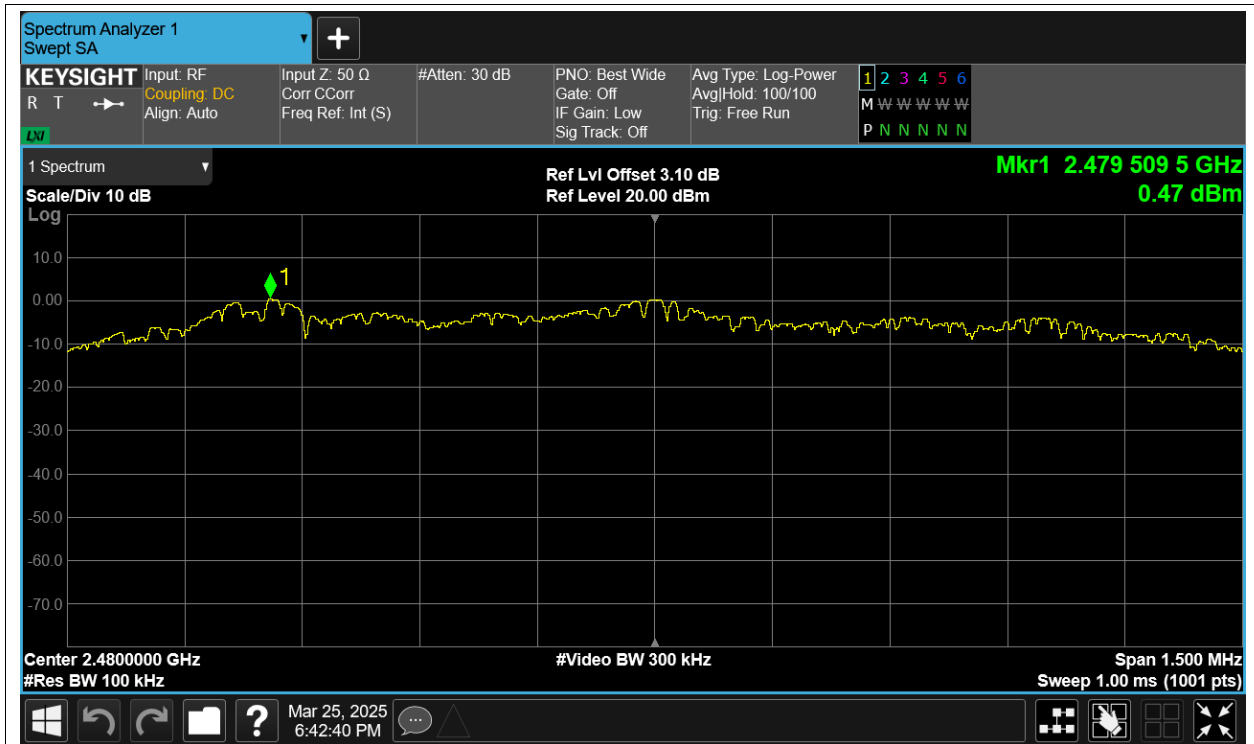 Spectrum Analyzer 1
Swept SA
+
KEYSIGHT
R T
LXI
Input: RF
Coupling: DC
Align: Auto
Input Z: 50 Ω
Corr CCorr
Freq Ref: Int (S)
#Atten: 30 dB
PNO: Best Wide
Gate: Off
IF Gain: Low
Sig Track: Off
Avg Type: Log-Power
Avg|Hold: 100/100
Trig: Free Run
1 2 3 4 5 6
M W W W W W
P N N N N N
1 Spectrum
Scale/Div 10 dB
Log
Ref Lvl Offset 3.10 dB
Ref Level 20.00 dBm
Mkr1 2.479 509 5 GHz
0.47 dBm
10.0
1
0.00
-10.0
-20.0
-30.0
-40.0
-50.0
-60.0
-70.0
Center 2.4800000 GHz
#Res BW 100 kHz
#Video BW 300 kHz
Span 1.500 MHz
Sweep 1.00 ms (1001 pts)
?
Mar 25, 2025
6:42:40 PM